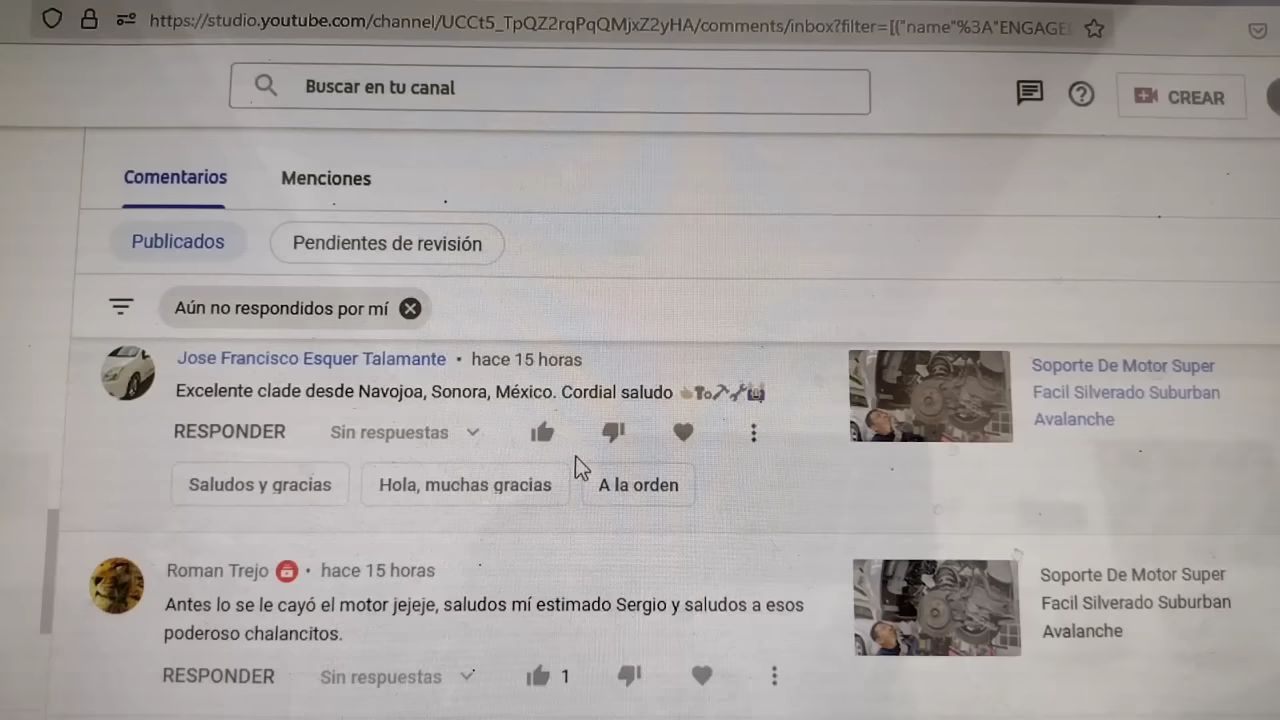 https://studio.youtube.com/channel/UCCt5_TpQZ2rqPqQMjxZ2yHA/comments/inbox?filter=[{"name"%3A"ENGAGE
Buscar en tu canal
CREAR
Comentarios
Menciones
Publicados
Pendientes de revisión
Aún no respondidos por mí
Jose Francisco Esquer Talamante • hace 15 horas
Excelente clade desde Navojoa, Sonora, México. Cordial saludo
RESPONDER
Sin respuestas
Saludos y gracias
Hola, muchas gracias
A la orden
Soporte De Motor Super
Facil Silverado Suburban
Avalanche
Roman Trejo • hace 15 horas
Antes lo se le cayó el motor jejeje, saludos mí estimado Sergio y saludos a esos
poderoso chalancitos.
RESPONDER
Sin respuestas
1
Soporte De Motor Super
Facil Silverado Suburban
Avalanche